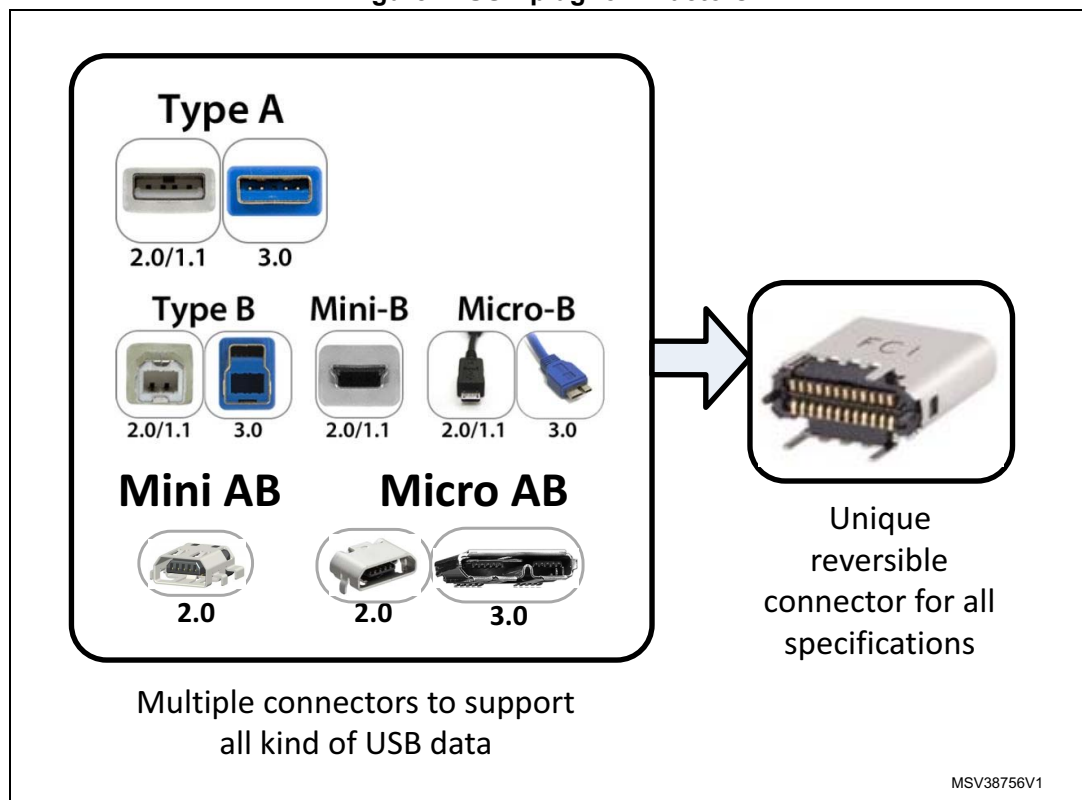 Type A
2.0/1.1 3.0
Type B Mini-B Micro-B
2.0/1.1 3.0 2.0/1.1 2.0/1.1 3.0
Mini AB Micro AB
2.0 2.0 3.0
FCI
Unique
reversible
connector for all
specifications
Multiple connectors to support
all kind of USB data
MSV38756V1